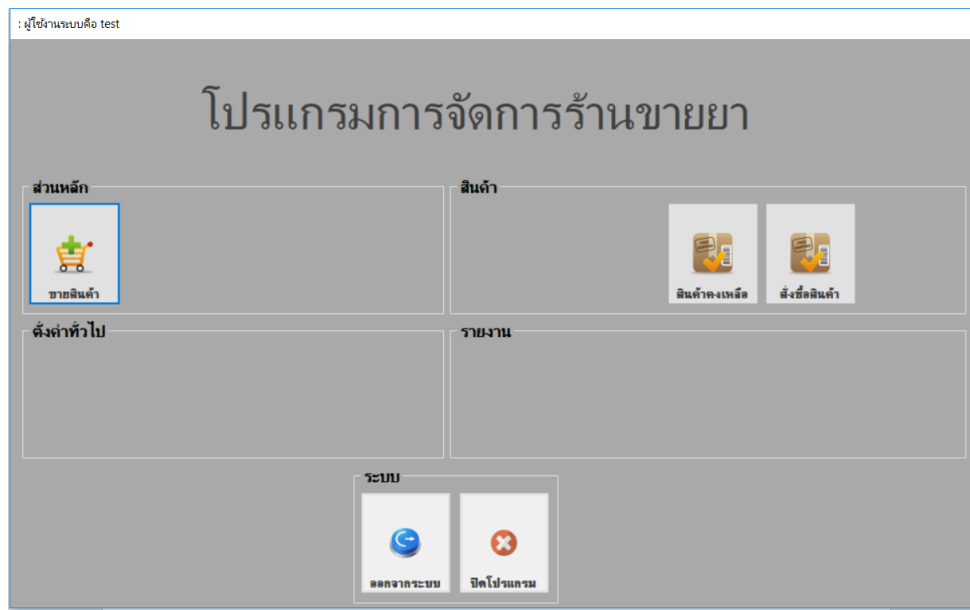 : ผู้ใช้งานระบบคือ test
โปรแกรมการจัดการร้านขายยา
ส่วนหลัก
ขายสินค้า
สินค้า
สินค้าคงเหลือ
สั่งซื้อสินค้า
ตั้งค่าทั่วไป
รายงาน
ระบบ
ออกจากระบบ
ปิดโปรแกรม